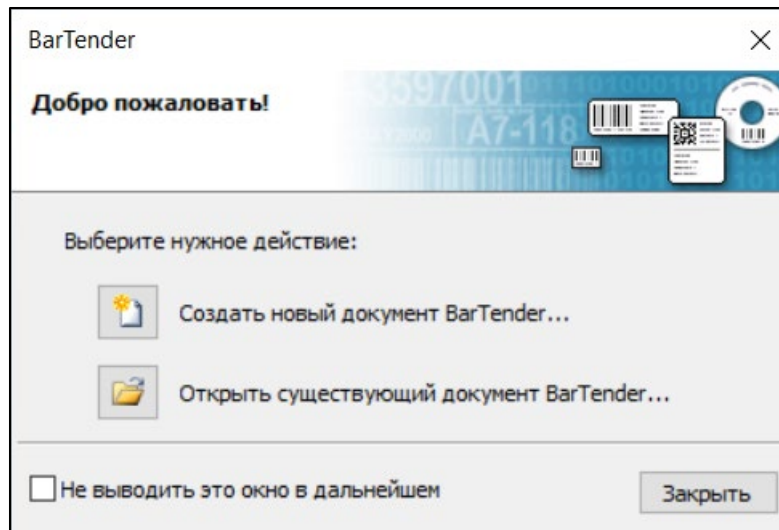 BarTender
Добро пожаловать!
3597001
A7-118
Выберите нужное действие:
Создать новый документ BarTender...
Открыть существующий документ BarTender...
Не выводить это окно в дальнейшем
Закрыть